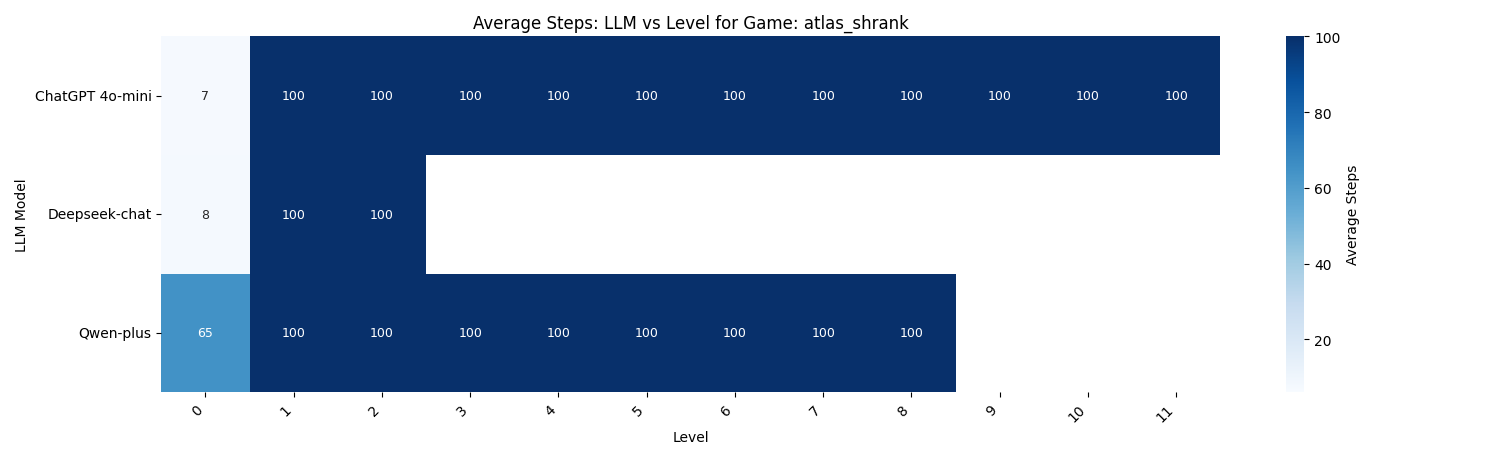 Average Steps: LLM vs Level for Game: atlas_shrank
ChatGPT 4o-mini 7 100 100 100 100 100 100 100 100 100 100 100
Deepseek-chat 8 100 100
Qwen-plus 65 100 100 100 100 100 100 100 100
LLM Model
0 1 2 3 4 5 6 7 8 9 10 11
Level
100
80
60
40
20
Average Steps